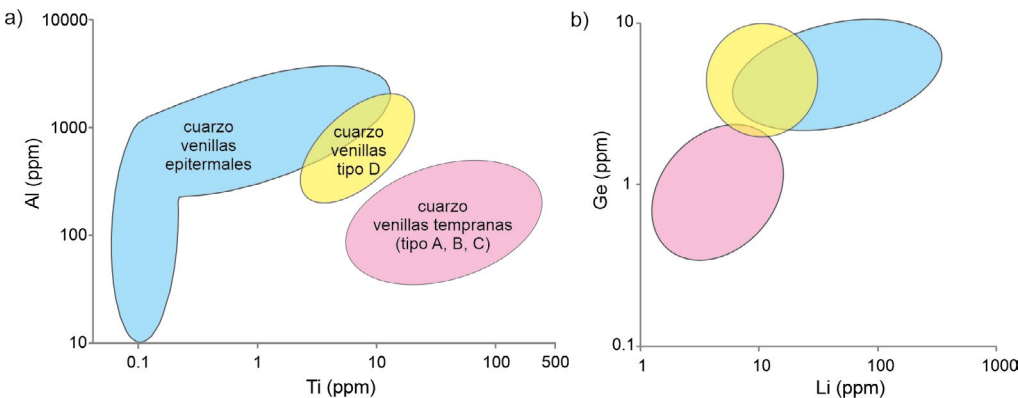 a)
10000
1000
100
10
Al (ppm)
0.1
1
10
100
500
Ti (ppm)
cuarzo
venillas
epitermales
cuarzo
venillas
tipo D
cuarzo
venillas tempranas
(tipo A, B, C)
b)
10
1
0.1
Ge (ppm)
1
10
100
1000
Li (ppm)